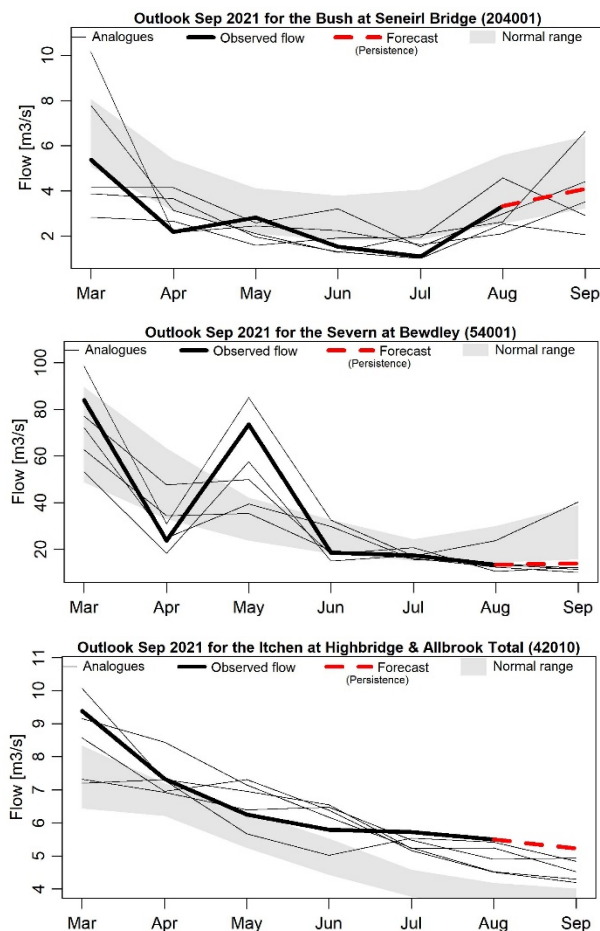 Outlook Sep 2021 for the Bush at Seneirl Bridge (204001)
Analogues Observed flow Forecast Normal range
(Persistence)
Flow [m3/s]
10
8
6
4
2
Mar Apr May Jun Jul Aug Sep
Outlook Sep 2021 for the Severn at Bewdley (54001)
Analogues Observed flow Forecast Normal range
(Persistence)
Flow [m3/s]
100
80
60
40
20
Mar Apr May Jun Jul Aug Sep
Outlook Sep 2021 for the Itchen at Highbridge & Allbrook Total (42010)
Analogues Observed flow Forecast Normal range
(Persistence)
Flow [m3/s]
11
10
9
8
7
6
5
4
Mar Apr May Jun Jul Aug Sep